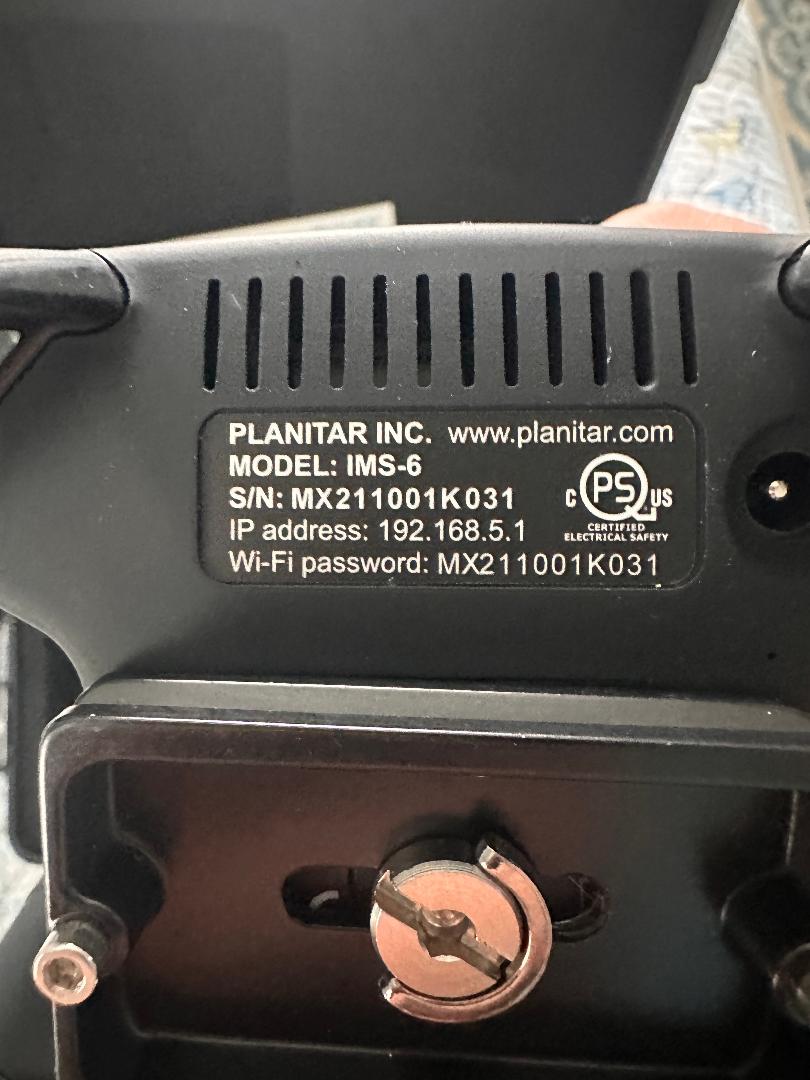 PLANITAR INC. www.planitar.com
MODEL: IMS-6
S/N: MX211001K031
C PS US
IP address: 192.168.5.1
CERTIFIED
ELECTRICAL SAFETY
Wi-Fi password: MX211001K031